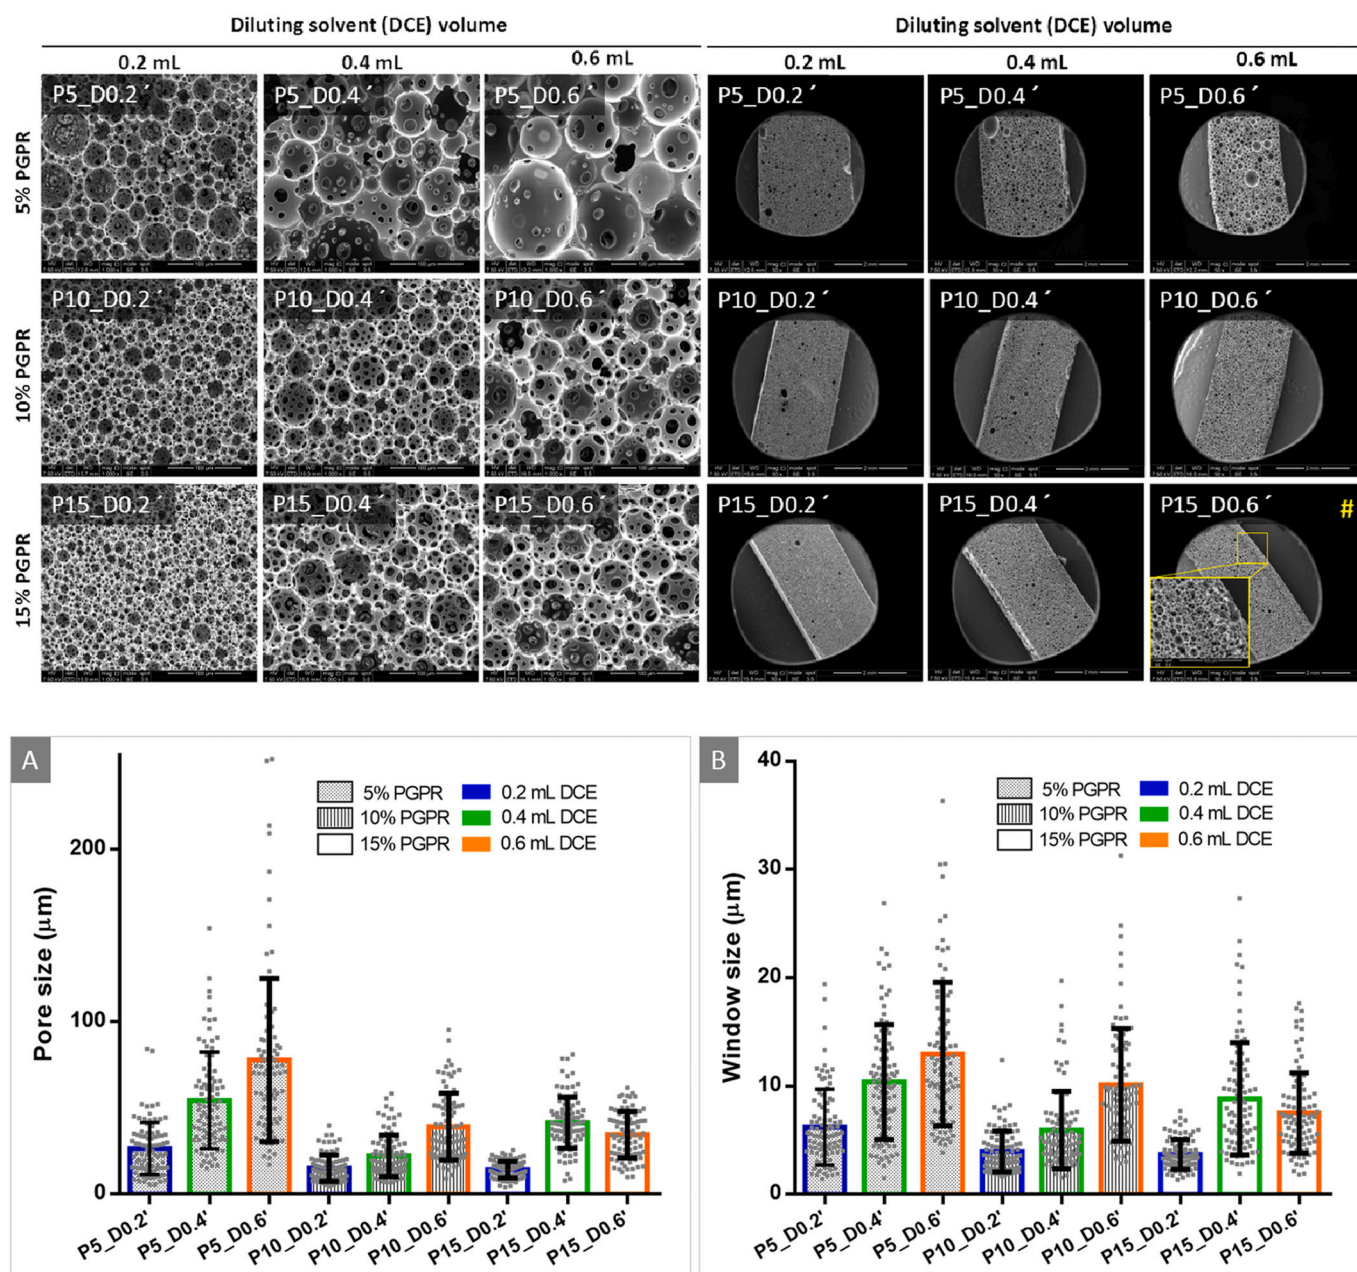 Diluting solvent (DCE) volume
Diluting solvent (DCE) volume
0.2 mL
0.4 mL
0.6 mL
0.2 mL
0.4 mL
0.6 mL
5% PGPR
P5_D0.2´
P5_D0.4´
P5_D0.6´
P5_D0.2´
P5_D0.4´
P5_D0.6´
10% PGPR
P10_D0.2´
P10_D0.4´
P10_D0.6´
P10_D0.2´
P10_D0.4´
P10_D0.6´
15% PGPR
P15_D0.2´
P15_D0.4´
P15_D0.6´
P15_D0.2´
P15_D0.4´
P15_D0.6´
#
A
Pore size (μm)
200
100
0
5% PGPR
10% PGPR
15% PGPR
0.2 mL DCE
0.4 mL DCE
0.6 mL DCE
P5_D0.2'
P5_D0.4'
P5_D0.6'
P10_D0.2'
P10_D0.4'
P10_D0.6'
P15_D0.2'
P15_D0.4'
P15_D0.6'
B
Window size (μm)
40
30
20
10
0
5% PGPR
10% PGPR
15% PGPR
0.2 mL DCE
0.4 mL DCE
0.6 mL DCE
P5_D0.2'
P5_D0.4'
P5_D0.6'
P10_D0.2'
P10_D0.4'
P10_D0.6'
P15_D0.2'
P15_D0.4'
P15_D0.6'